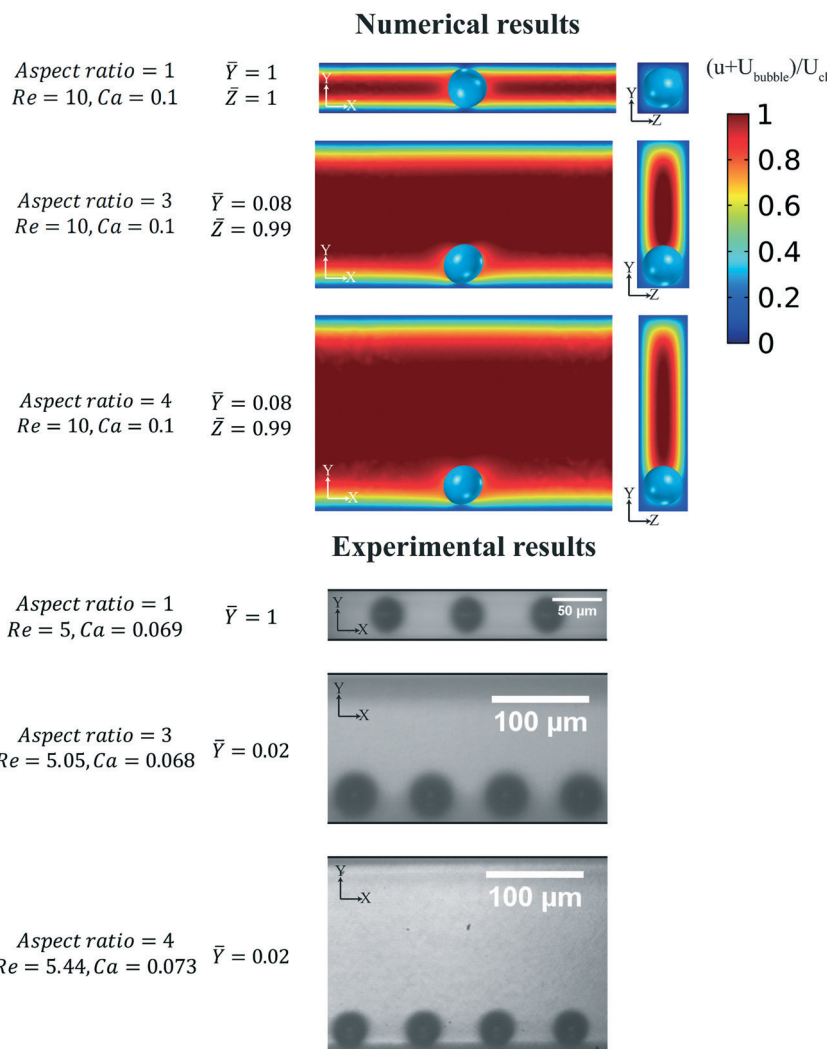 Numerical results
Aspect ratio = 1
Re = 10, Ca = 0.1
Ȳ = 1
Z̄ = 1
Y
X
Y
Z
(u+U_bubble)/U_cl
1
0.8
0.6
0.4
0.2
0
Aspect ratio = 3
Re = 10, Ca = 0.1
Ȳ = 0.08
Z̄ = 0.99
Y
X
Y
Z
Aspect ratio = 4
Re = 10, Ca = 0.1
Ȳ = 0.08
Z̄ = 0.99
Y
X
Y
Z
Experimental results
Aspect ratio = 1
Re = 5, Ca = 0.069
Ȳ = 1
Y
X
50 µm
Aspect ratio = 3
Re = 5.05, Ca = 0.068
Ȳ = 0.02
Y
X
100 µm
Aspect ratio = 4
Re = 5.44, Ca = 0.073
Ȳ = 0.02
Y
X
100 µm